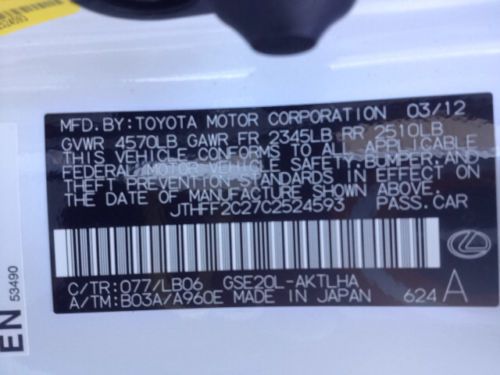 MFD.BY:TOYOTA MOTOR CORPORATION 03/12
GVWR 4570LB GAWR FR 2345LB RR 2510LB
THIS VEHICLE CONFORMS TO ALL APPLICABLE
FEDERAL MOTOR VEHICLE SAFETY, BUMPER, AND
THEFT PREVENTION STANDARDS IN EFFECT ON
THE DATE OF MANUFACTURE SHOWN ABOVE.
JTHFF2C27C2524593 PASS.CAR
C/TR:077/LB06 GSE20L-AKTLHA
A/TM:B03A/A960E MADE IN JAPAN 624 A
EN 53490